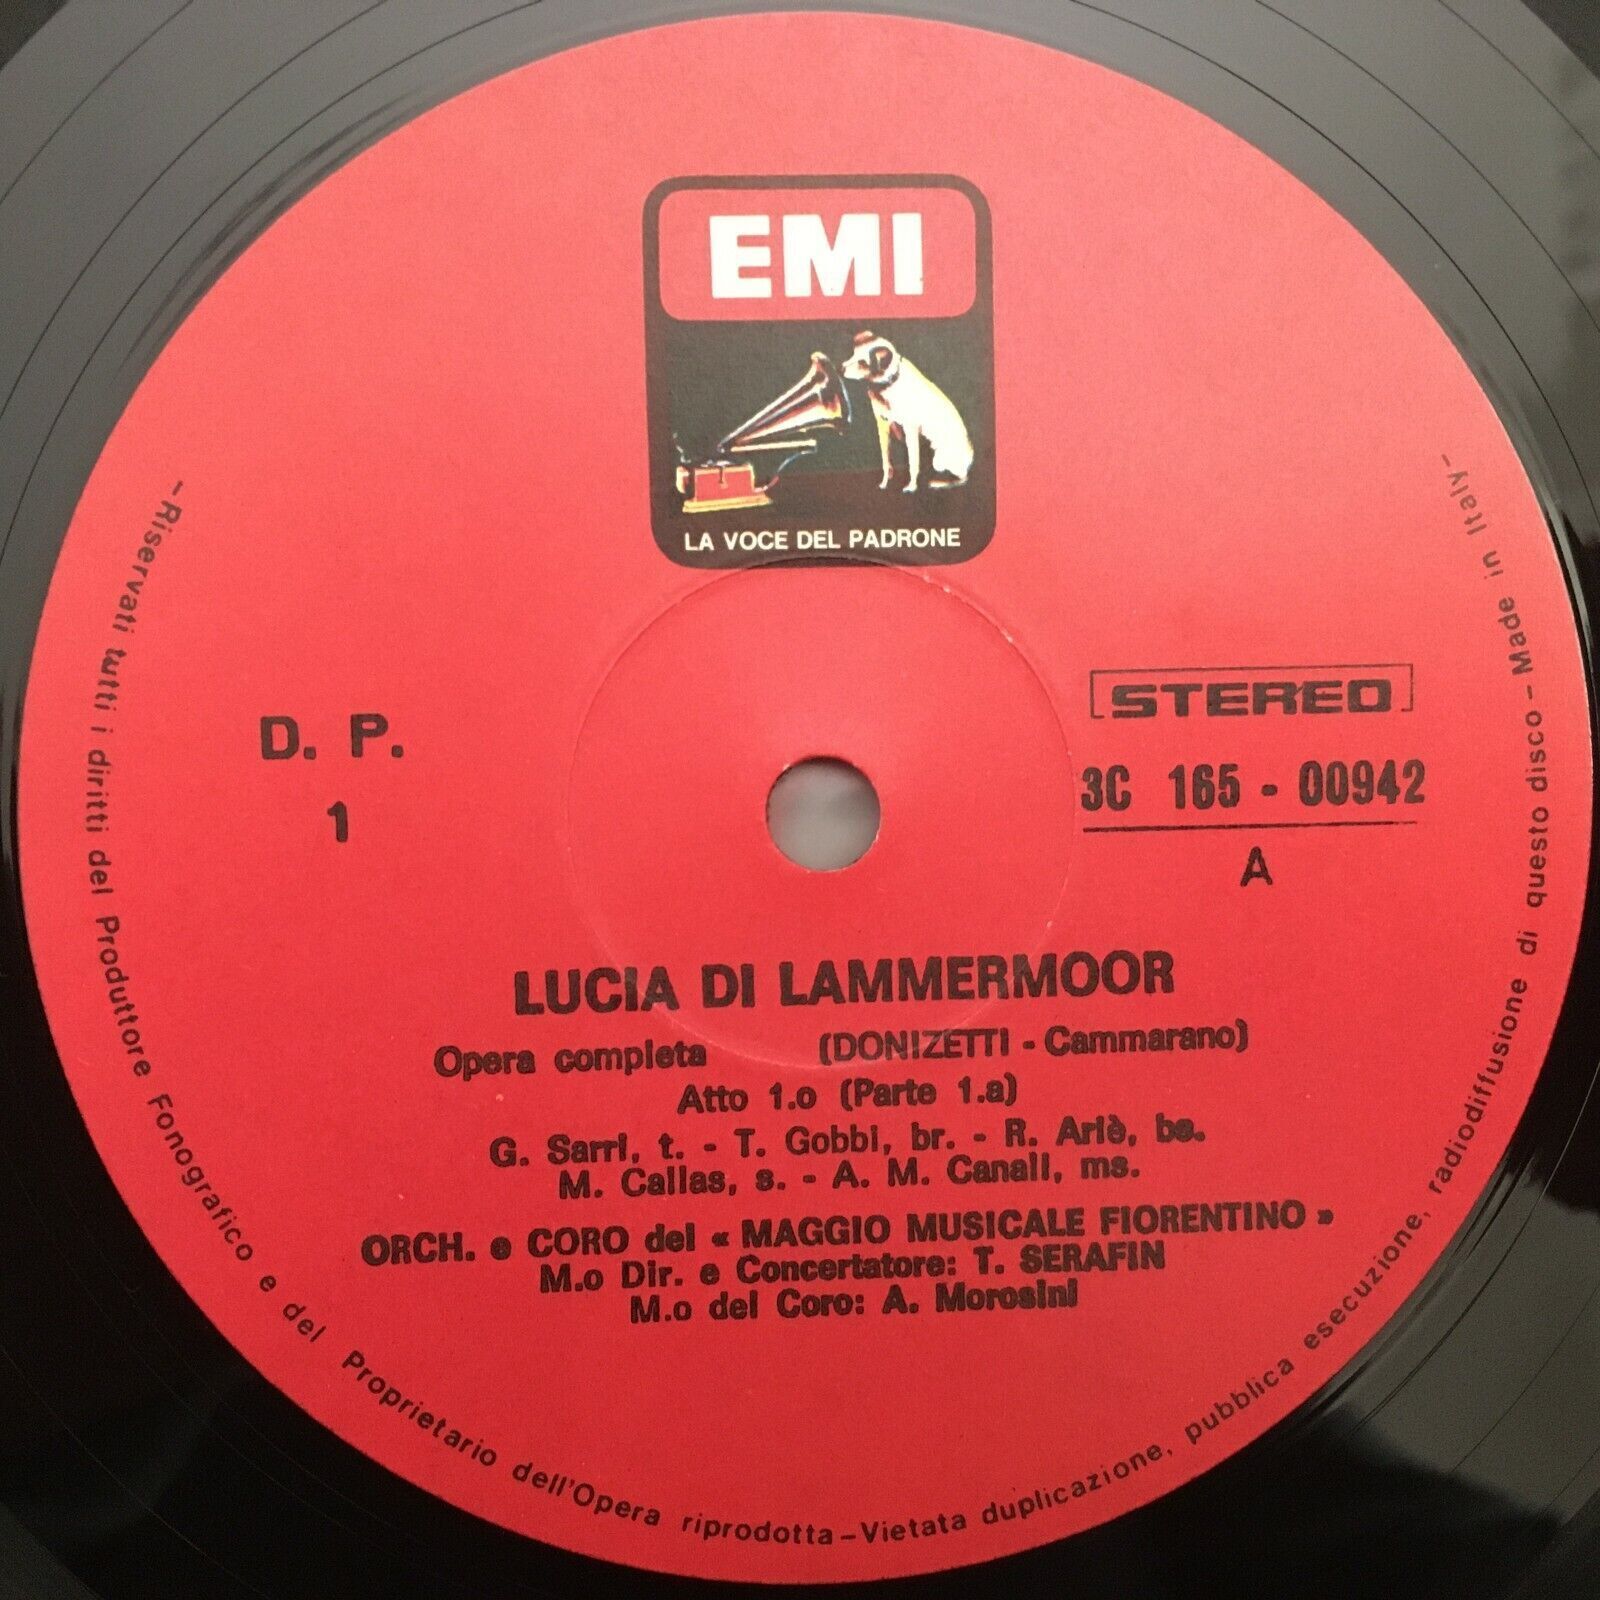 EMI
LA VOCE DEL PADRONE
D. P.
1
STEREO
3C 165 - 00942
A
LUCIA DI LAMMERMOOR
Opera completa (DONIZETTI - Cammarano)
Atto 1.o (Parte 1.a)
G. Sarri, t. - T. Gobbi, br. - R. Ariè, bs.
M. Callas, s. - A. M. Canali, ms.
ORCH. e CORO del « MAGGIO MUSICALE FIORENTINO »
M.o Dir. e Concertatore: T. SERAFIN
M.o del Coro: A. Morosini
-Riservati tutti i diritti del Produttore Fonografico e del Proprietario dell'Opera riprodotta-Vietata duplicazione, pubblica esecuzione, radiodiffusione di questo disco-Made in Italy-